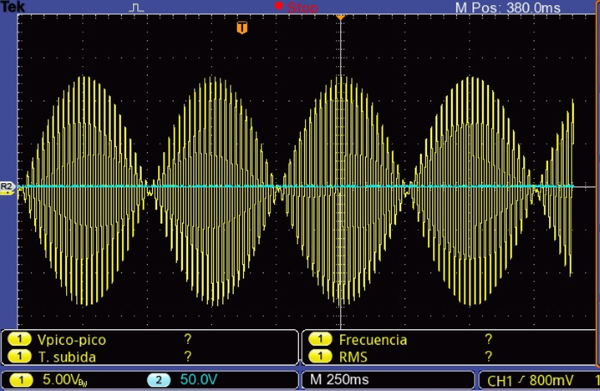 Tek Stop M Pos: 380.0ms
T
R2
1 Vpico-pico ? 1 Frecuencia ?
1 T. subida ? 1 RMS ?
1 5.00VBW 2 50.0V M 250ms CH1 800mV